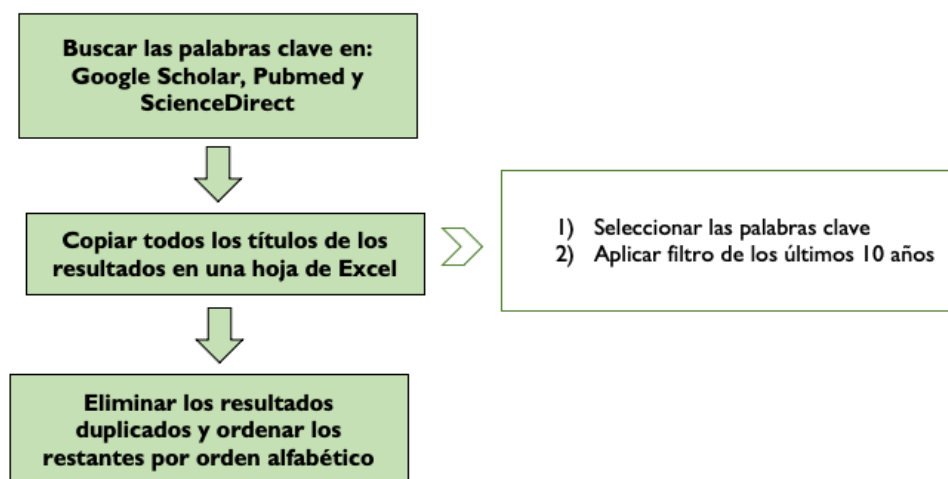 Buscar las palabras clave en:
Google Scholar, Pubmed y
ScienceDirect
Copiar todos los títulos de los
resultados en una hoja de Excel
1) Seleccionar las palabras clave
2) Aplicar filtro de los últimos 10 años
Eliminar los resultados
duplicados y ordenar los
restantes por orden alfabético